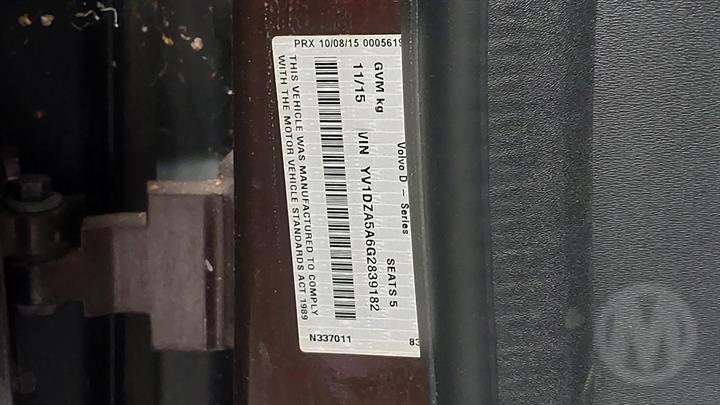 PRX 10/08/15 0005619
Volvo D - Series
SEATS 5
GVM kg
11/15 VIN YV1DZA5A6G2839182
THIS VEHICLE WAS MANUFACTURED TO COMPLY
WITH THE MOTOR VEHICLE STANDARDS ACT 1989
N337011
83
M